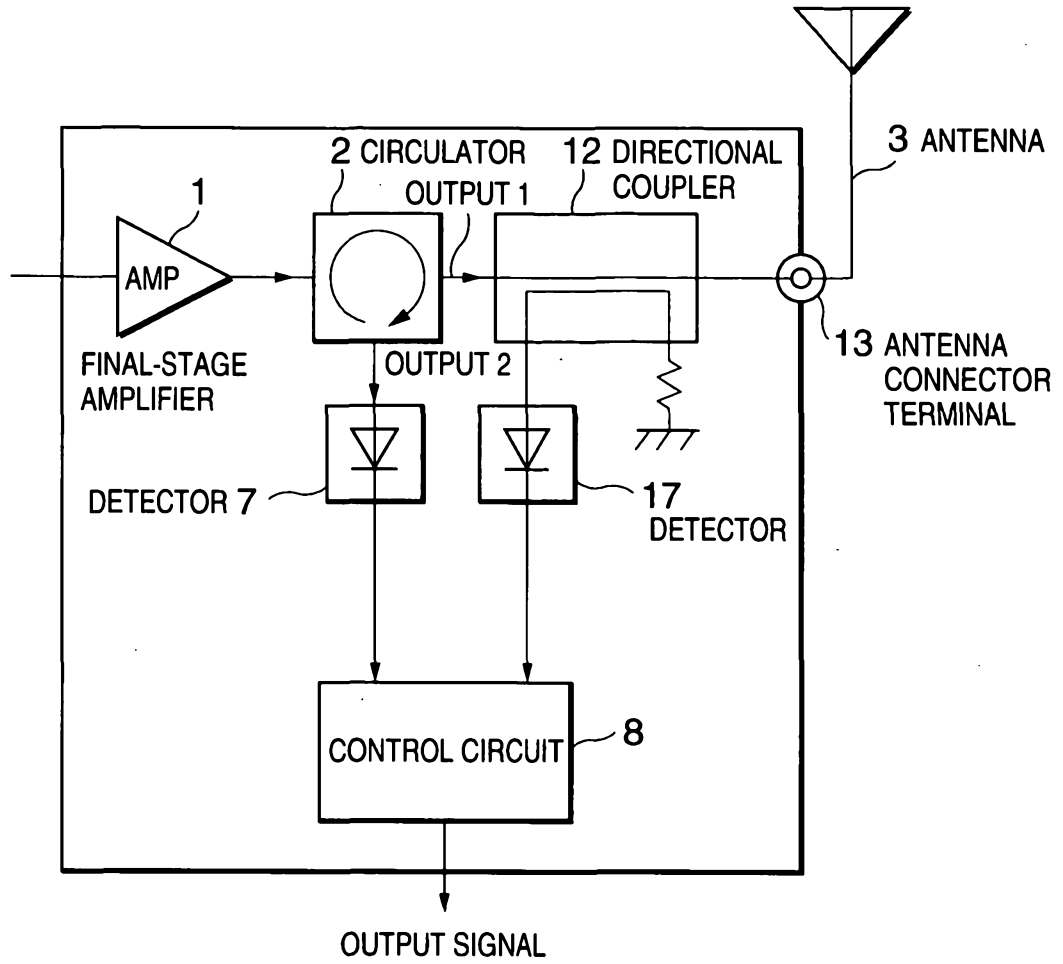 3 ANTENNA
2 CIRCULATOR
OUTPUT 1
12 DIRECTIONAL
COUPLER
1
AMP
FINAL-STAGE
AMPLIFIER
OUTPUT 2
13 ANTENNA
CONNECTOR
TERMINAL
DETECTOR 7
17
DETECTOR
CONTROL CIRCUIT
8
OUTPUT SIGNAL